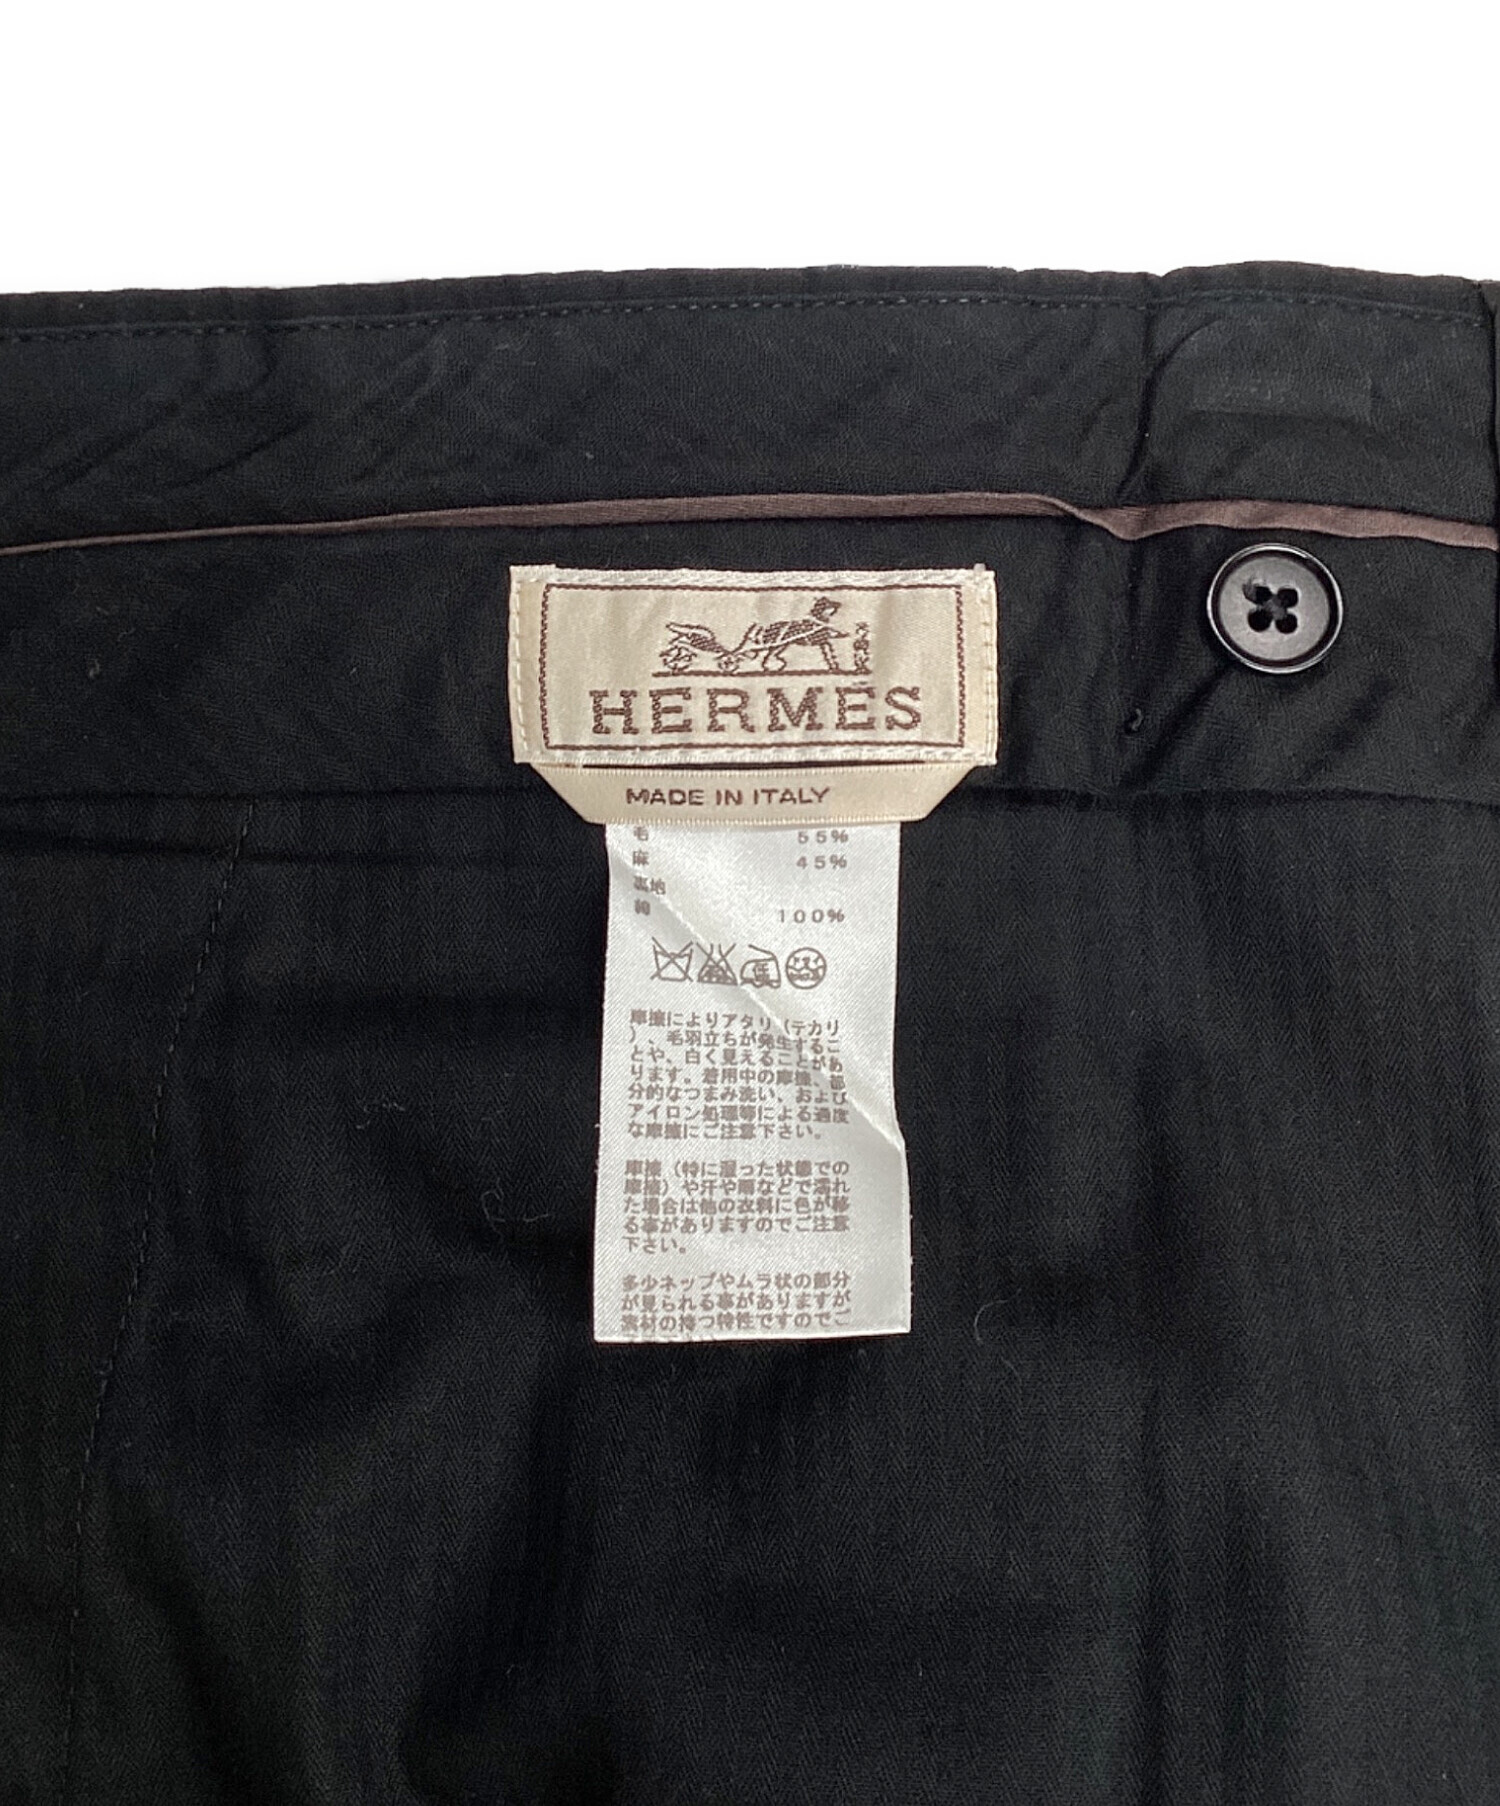 HERMES
MADE IN ITALY
毛 55%
麻 45%
裏地
綿 100%
摩擦によりアタリ（テカリ
）、毛羽立ちが発生するこ
とや、白く見えることがあ
ります。着用中の摩擦、部
分的なつまみ洗い、および
アイロン処理等による過度
な摩擦にご注意下さい。
摩擦（特に湿った状態での
摩擦）や汗や雨などで濡れ
た場合は他の衣料に色が移
る事がありますのでご注意
下さい。
多少ネップやムラ状の部分
が見られる事がありますが
素材の持つ特性ですのでご